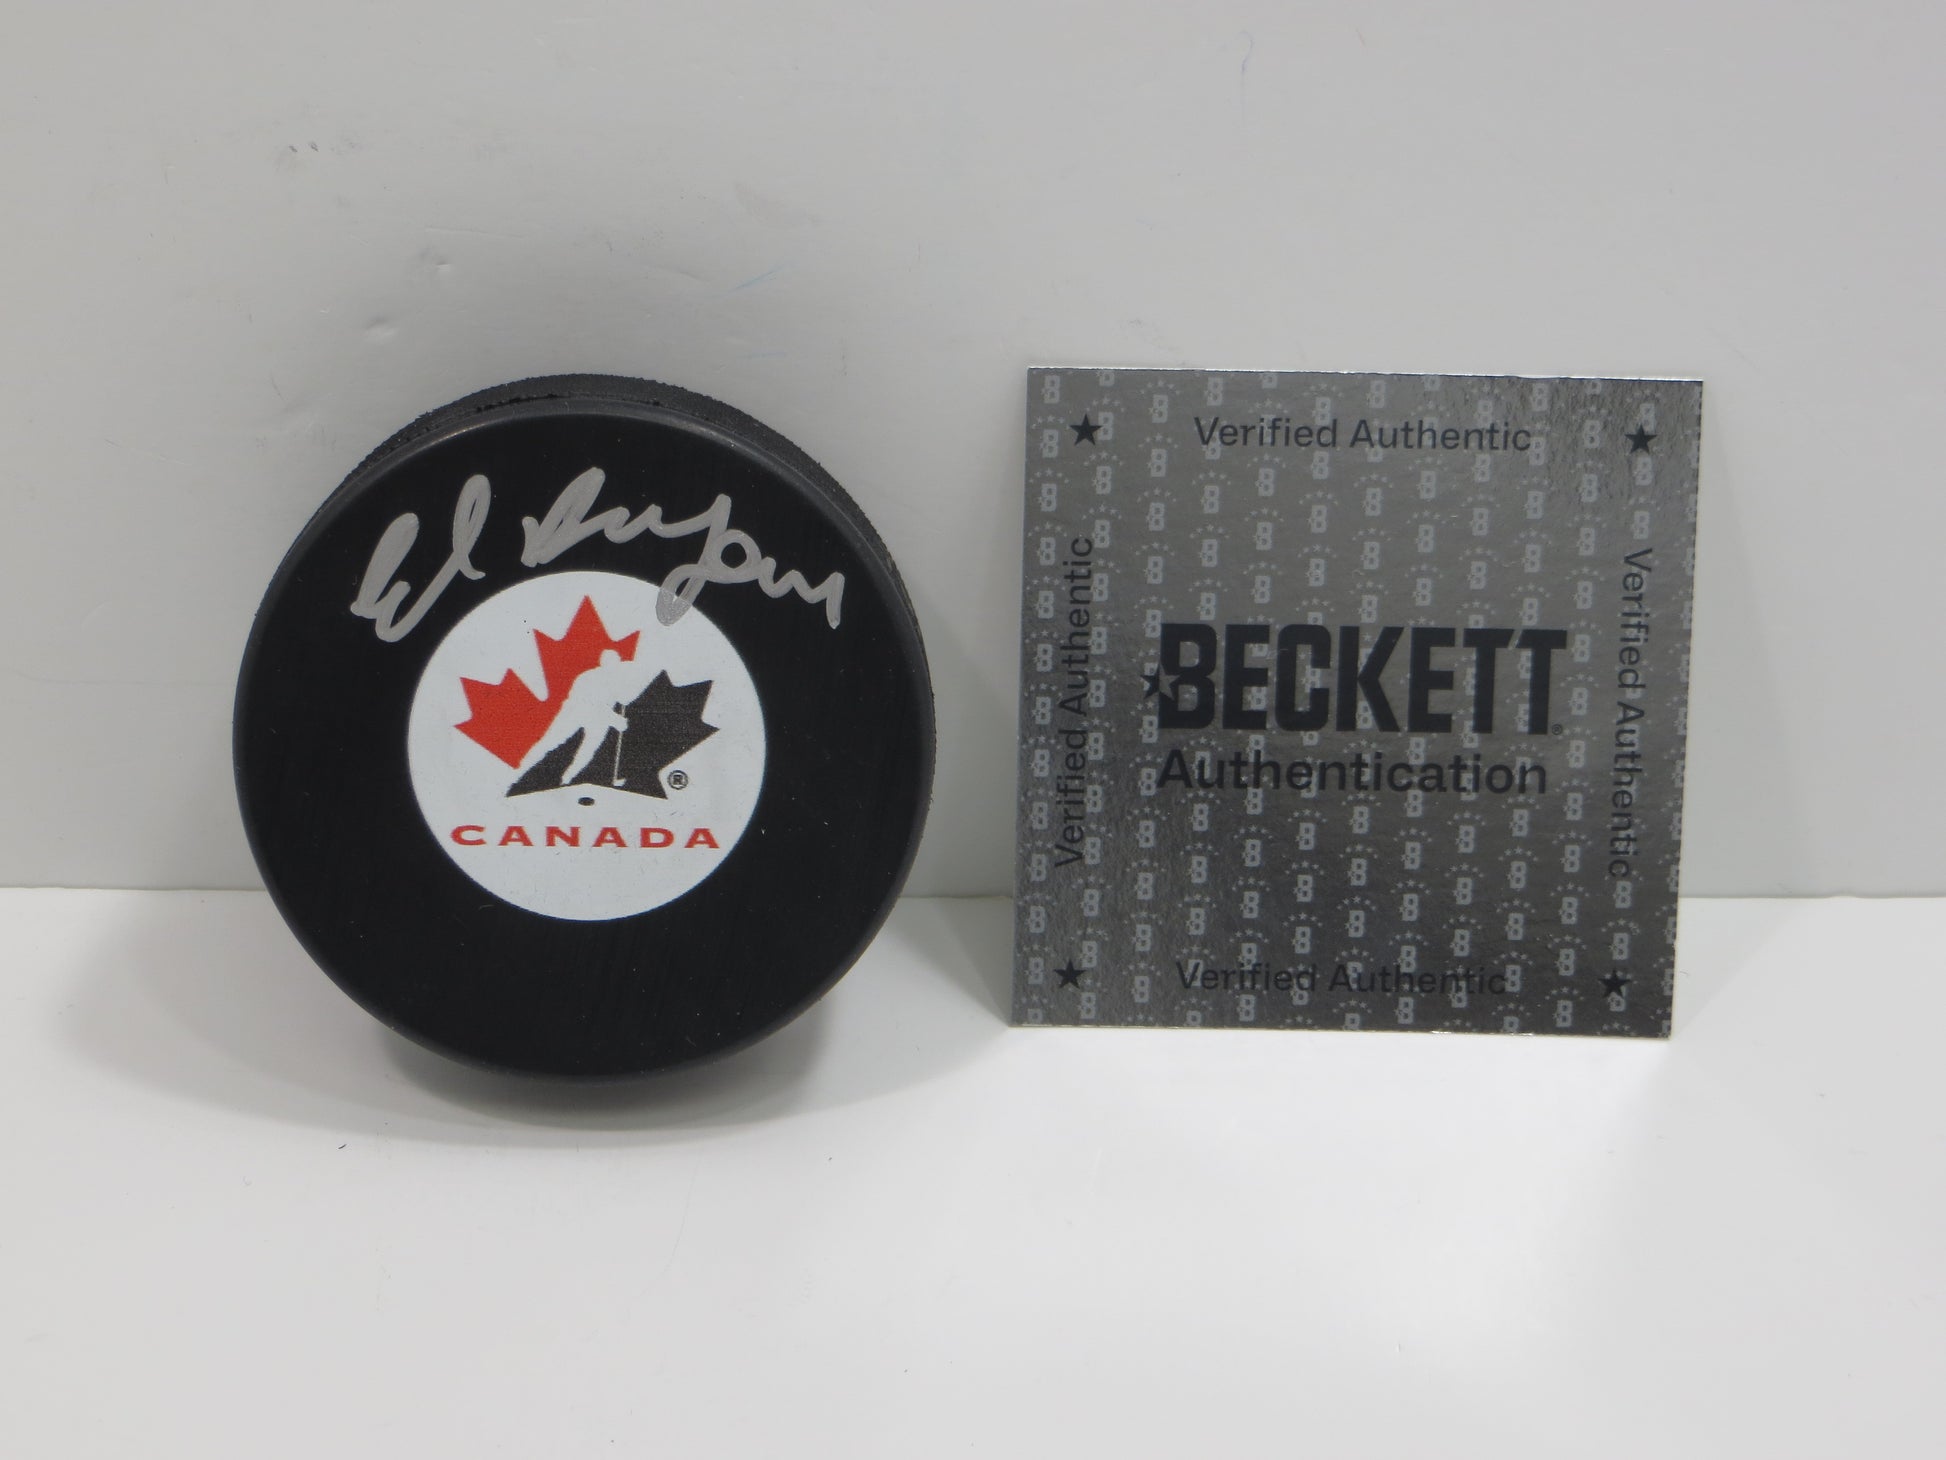 CANADA
®
Verified Authentic
Verified Authentic
BECKETT®
Authentication
Verified Authentic
Verified Authentic